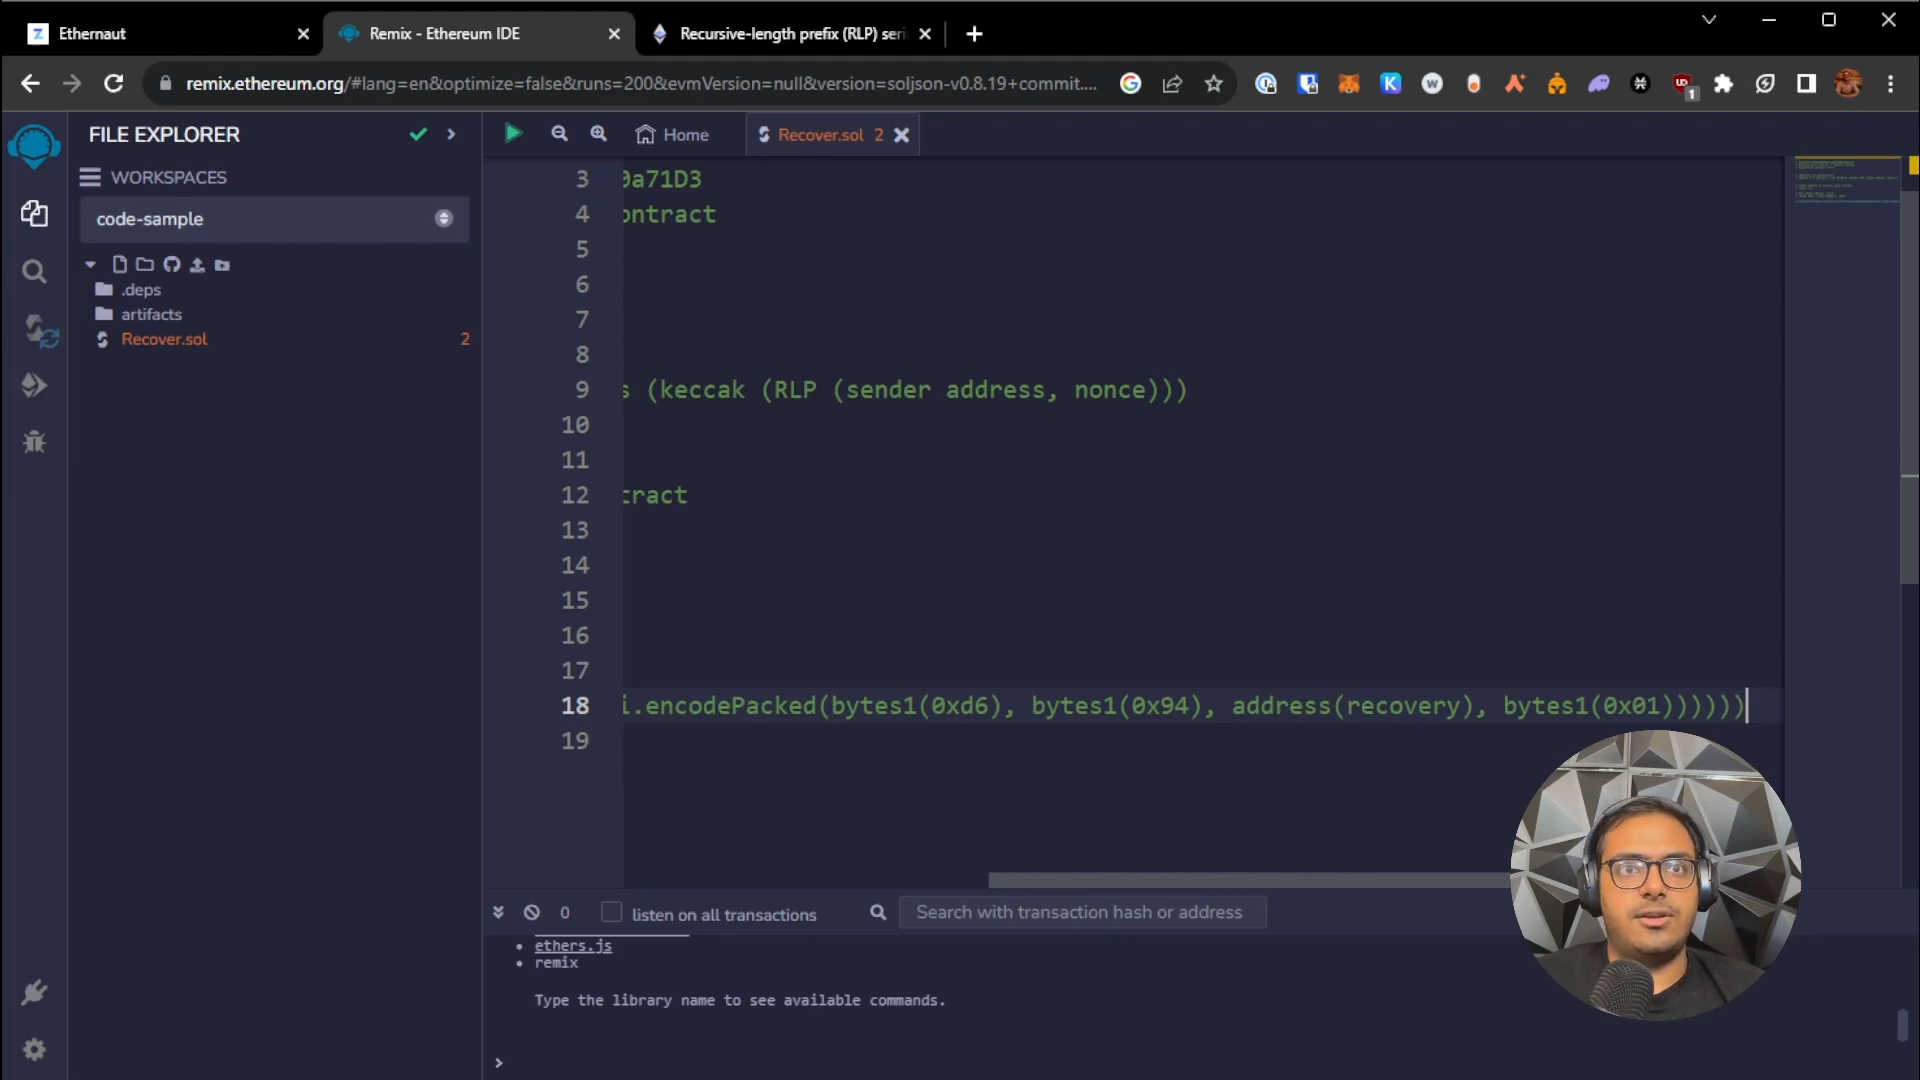 Ethernaut
Remix - Ethereum IDE
Recursive-length prefix (RLP) seri
remix.ethereum.org/#lang=en&optimize=false&runs=200&evmVersion=null&version=soljson-v0.8.19+commit....
FILE EXPLORER
Home
Recover.sol 2
WORKSPACES
code-sample
.deps
artifacts
Recover.sol 2
3 0a71D3
4 ontract
5
6
7
8
9 s (keccak (RLP (sender address, nonce)))
10
11
12 tract
13
14
15
16
17
18 i.encodePacked(bytes1(0xd6), bytes1(0x94), address(recovery), bytes1(0x01))))))
19
0 listen on all transactions Search with transaction hash or address
• ethers.js
• remix
Type the library name to see available commands.
>